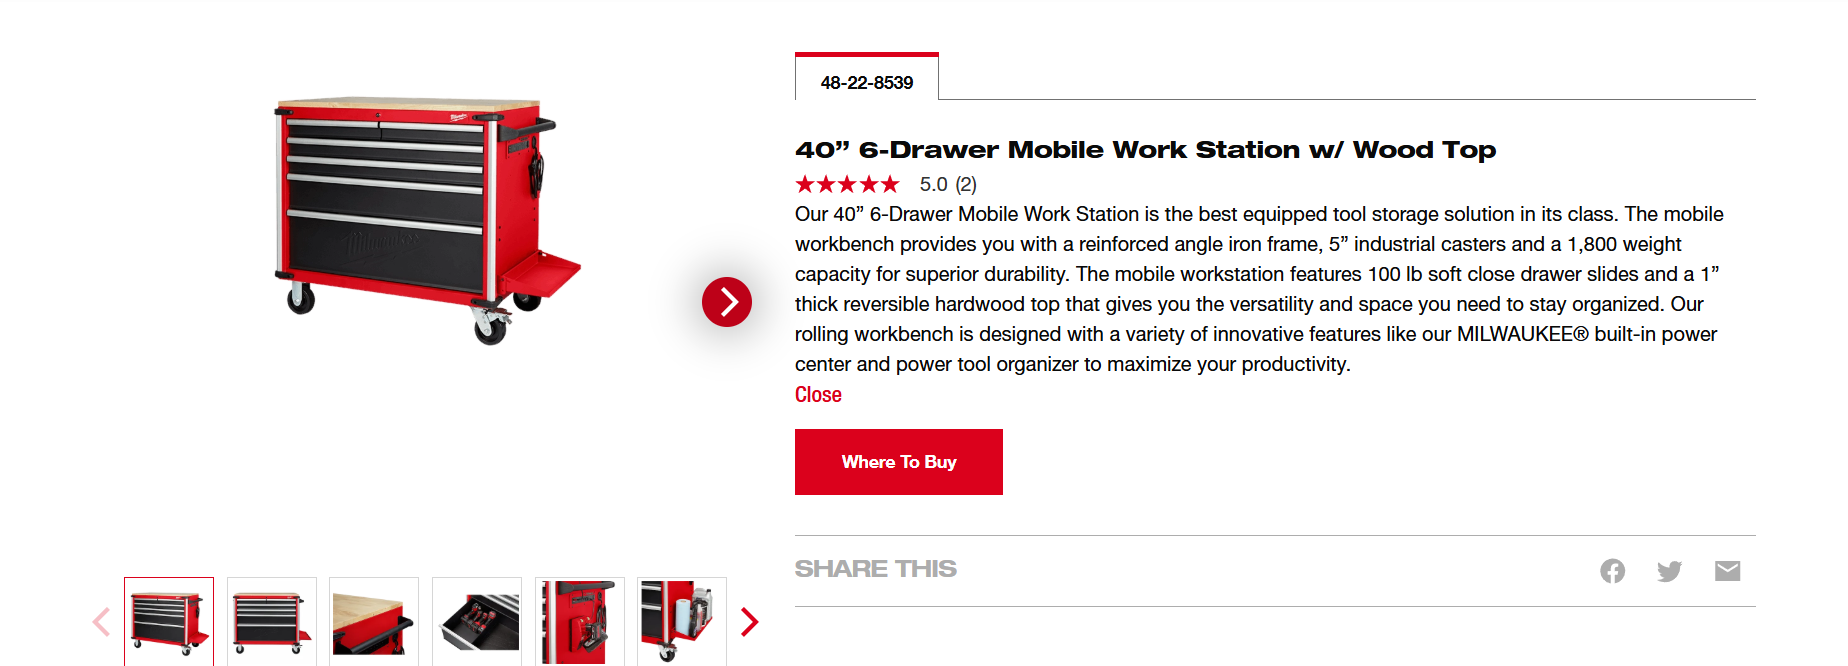 48-22-8539
40” 6-Drawer Mobile Work Station w/ Wood Top
5.0 (2)
Our 40” 6-Drawer Mobile Work Station is the best equipped tool storage solution in its class. The mobile
workbench provides you with a reinforced angle iron frame, 5” industrial casters and a 1,800 weight
capacity for superior durability. The mobile workstation features 100 lb soft close drawer slides and a 1”
thick reversible hardwood top that gives you the versatility and space you need to stay organized. Our
rolling workbench is designed with a variety of innovative features like our MILWAUKEE® built-in power
center and power tool organizer to maximize your productivity.
Close
Where To Buy
SHARE THIS
Milwaukee
Milwaukee